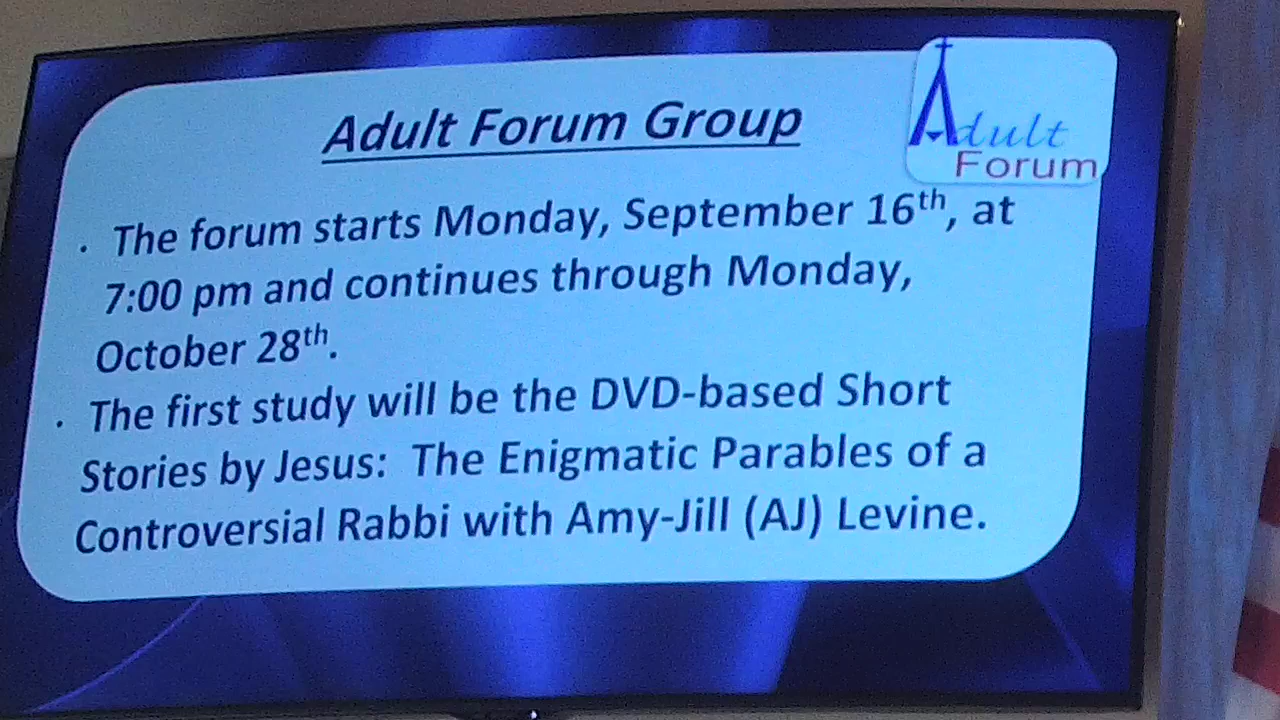 Adult Forum Group
Adult
Forum
· The forum starts Monday, September 16th, at
7:00 pm and continues through Monday,
October 28th.
· The first study will be the DVD-based Short
Stories by Jesus:  The Enigmatic Parables of a
Controversial Rabbi with Amy-Jill (AJ) Levine.